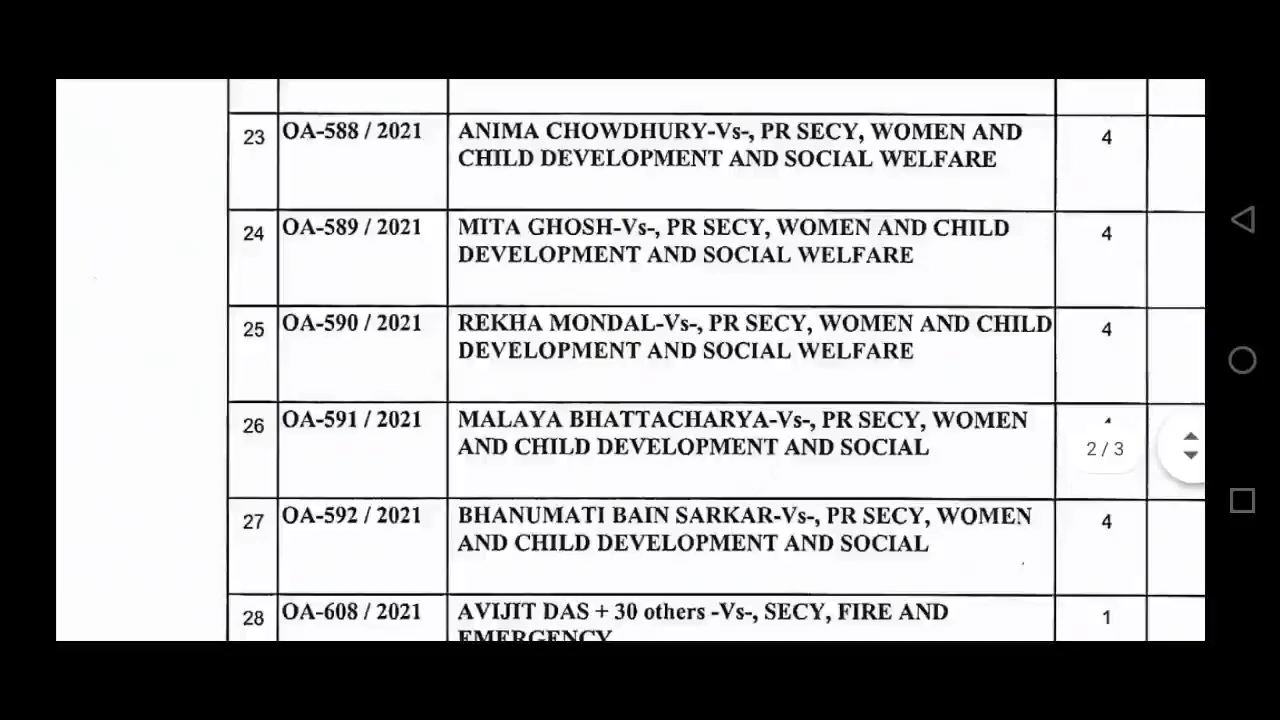 23 OA-588 / 2021 ANIMA CHOWDHURY-Vs-, PR SECY, WOMEN AND 4
CHILD DEVELOPMENT AND SOCIAL WELFARE
24 OA-589 / 2021 MITA GHOSH-Vs-, PR SECY, WOMEN AND CHILD 4
DEVELOPMENT AND SOCIAL WELFARE
25 OA-590 / 2021 REKHA MONDAL-Vs-, PR SECY, WOMEN AND CHILD 4
DEVELOPMENT AND SOCIAL WELFARE
26 OA-591 / 2021 MALAYA BHATTACHARYA-Vs-, PR SECY, WOMEN
AND CHILD DEVELOPMENT AND SOCIAL
2 / 3
27 OA-592 / 2021 BHANUMATI BAIN SARKAR-Vs-, PR SECY, WOMEN 4
AND CHILD DEVELOPMENT AND SOCIAL
28 OA-608 / 2021 AVIJIT DAS + 30 others -Vs-, SECY, FIRE AND 1
EMERGENCY